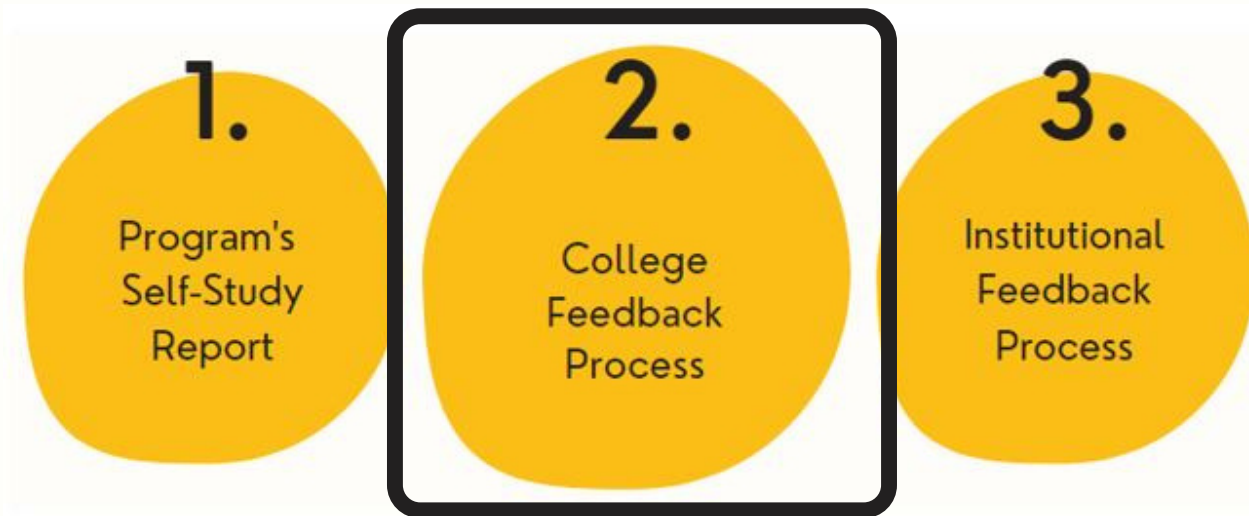 1.
Program's
Self-Study
Report
2.
College
Feedback
Process
3.
Institutional
Feedback
Process